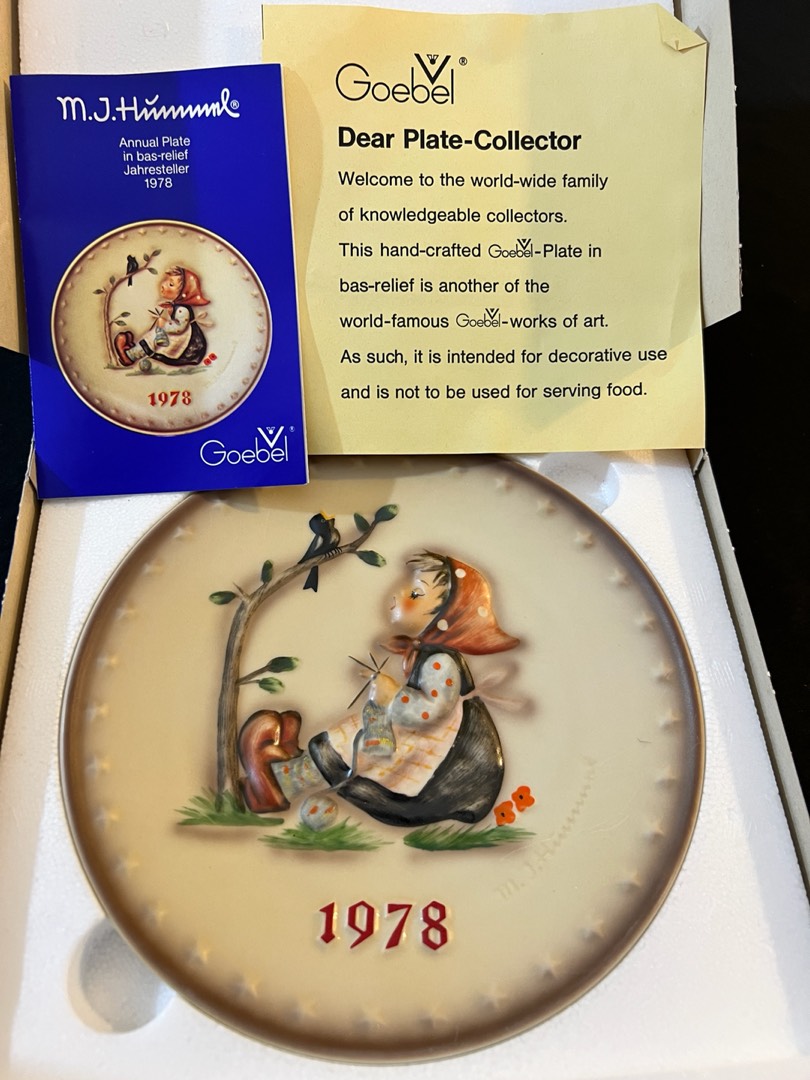 M.J.Hummel®
Annual Plate
in bas-relief
Jahresteller
1978
1978
Goebel®
Goebel®
Dear Plate-Collector
Welcome to the world-wide family
of knowledgeable collectors.
This hand-crafted Goebel-Plate in
bas-relief is another of the
world-famous Goebel-works of art.
As such, it is intended for decorative use
and is not to be used for serving food.
M.J.Hummel
1978